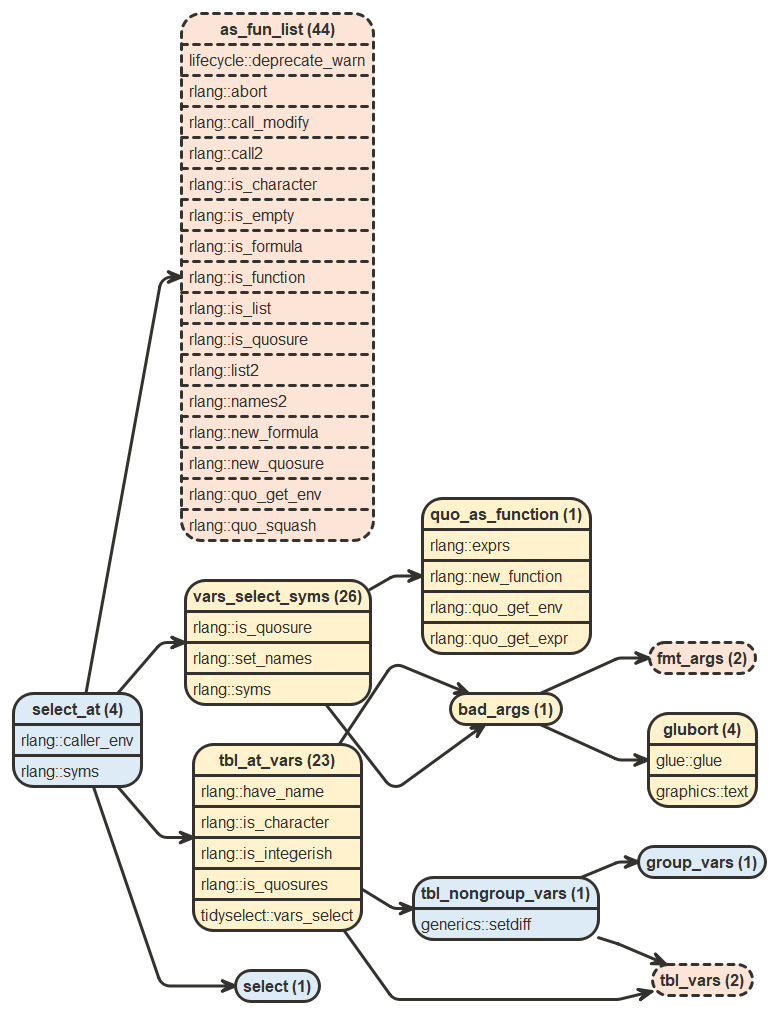 as_fun_list (44)
lifecycle::deprecate_warn
rlang::abort
rlang::call_modify
rlang::call2
rlang::is_character
rlang::is_empty
rlang::is_formula
rlang::is_function
rlang::is_list
rlang::is_quosure
rlang::list2
rlang::names2
rlang::new_formula
rlang::new_quosure
rlang::quo_get_env
rlang::quo_squash
quo_as_function (1)
rlang::exprs
rlang::new_function
rlang::quo_get_env
rlang::quo_get_expr
vars_select_syms (26)
rlang::is_quosure
rlang::set_names
rlang::syms
fmt_args (2)
select_at (4)
rlang::caller_env
rlang::syms
bad_args (1)
glubort (4)
glue::glue
graphics::text
tbl_at_vars (23)
rlang::have_name
rlang::is_character
rlang::is_integerish
rlang::is_quosures
tidyselect::vars_select
group_vars (1)
tbl_nongroup_vars (1)
generics::setdiff
tbl_vars (2)
select (1)